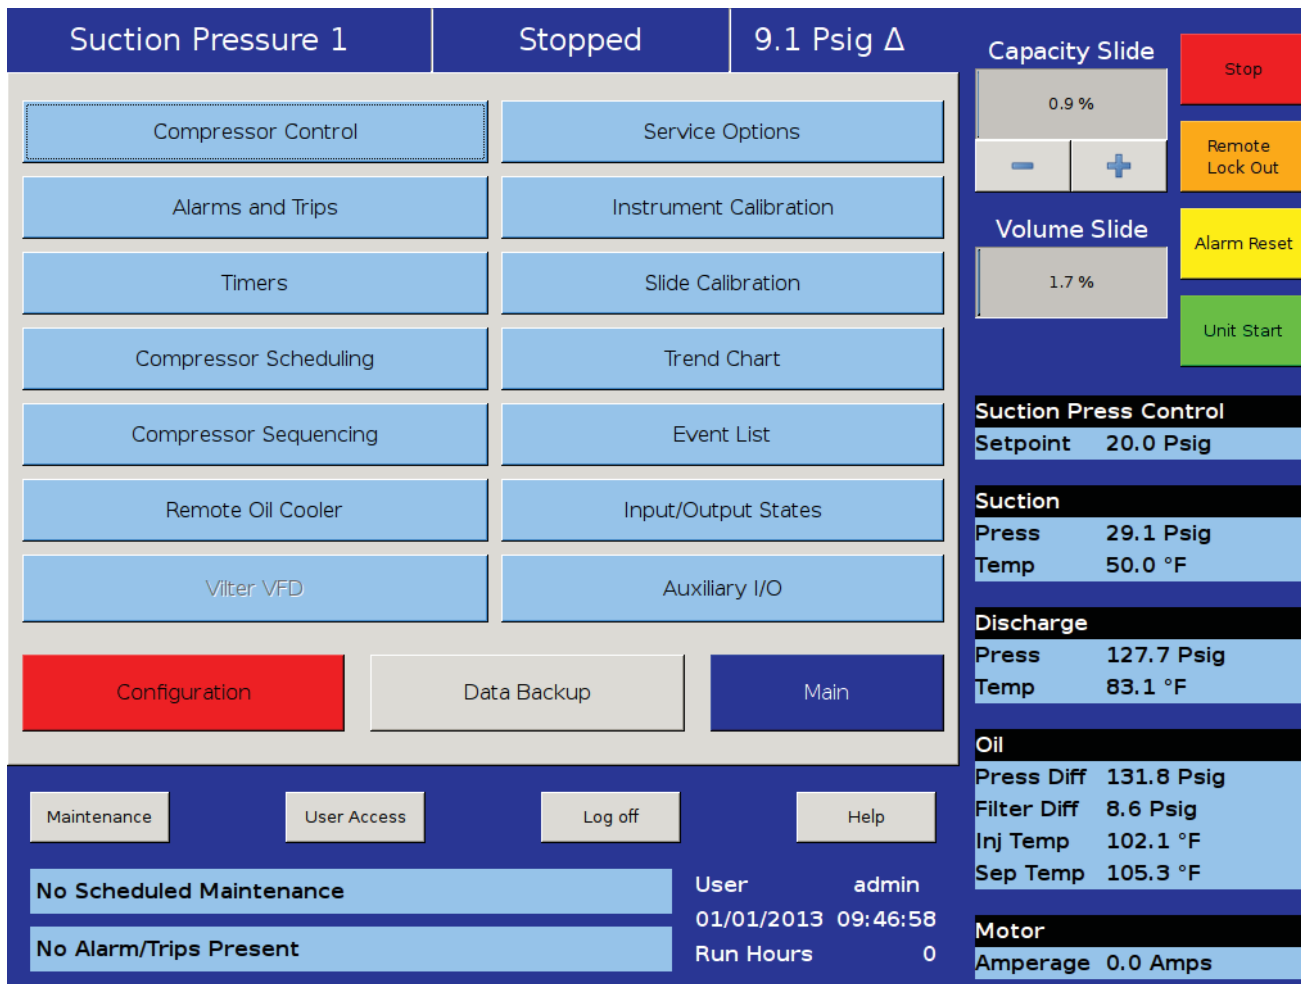 Suction Pressure 1 Stopped 9.1 Psig Δ
Compressor Control
Service Options
Alarms and Trips
Instrument Calibration
Timers
Slide Calibration
Compressor Scheduling
Trend Chart
Compressor Sequencing
Event List
Remote Oil Cooler
Input/Output States
Vilter VFD
Auxiliary I/O
Configuration
Data Backup
Main
Maintenance
User Access
Log off
Help
No Scheduled Maintenance
No Alarm/Trips Present
User admin
01/01/2013 09:46:58
Run Hours 0
Capacity Slide
0.9 %
Volume Slide
1.7 %
Stop
Remote
Lock Out
Alarm Reset
Unit Start
Suction Press Control
Setpoint 20.0 Psig
Suction
Press 29.1 Psig
Temp 50.0 °F
Discharge
Press 127.7 Psig
Temp 83.1 °F
Oil
Press Diff 131.8 Psig
Filter Diff 8.6 Psig
Inj Temp 102.1 °F
Sep Temp 105.3 °F
Motor
Amperage 0.0 Amps